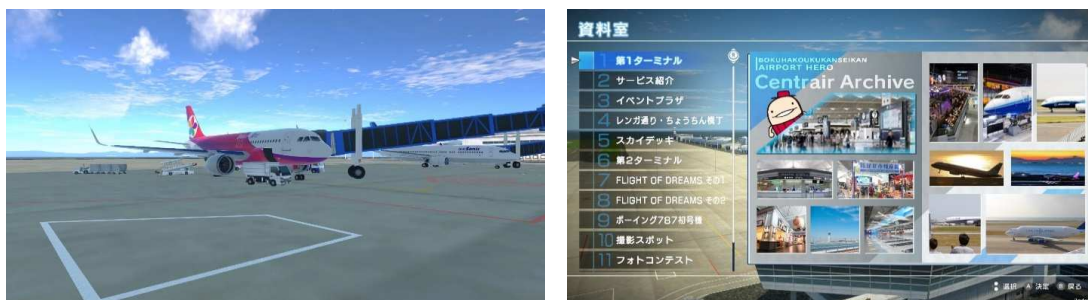 資料室
1 第1ターミナル
2 サービス紹介
3 イベントプラザ
4 レンガ通り・ちょうちん横丁
5 スカイデッキ
6 第2ターミナル
7 FLIGHT OF DREAMS その1
8 FLIGHT OF DREAMS その2
9 ボーイング787初号機
10 撮影スポット
11 フォトコンテスト
BOKUHAKOUKUKANSEIKAN
AIRPORT HERO
Centrair Archive
選択 A 決定 B 戻る